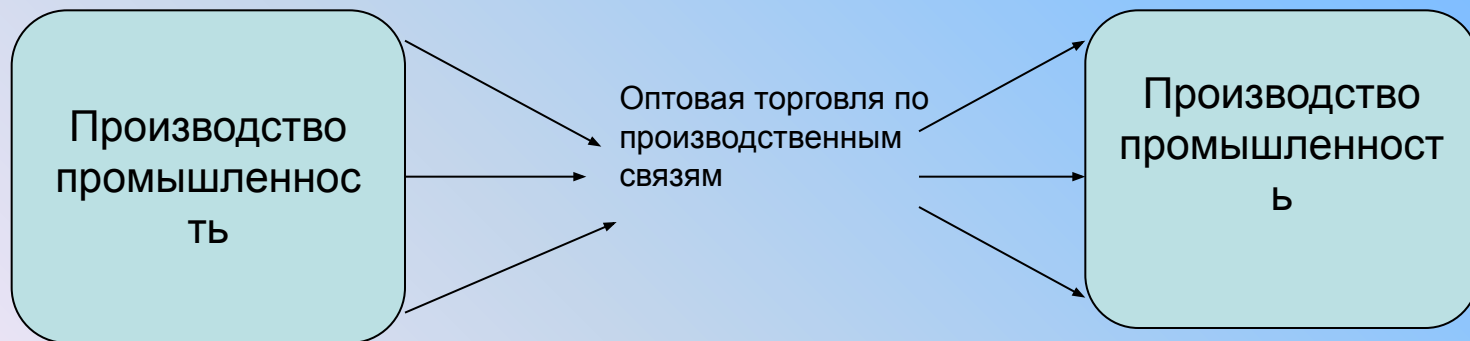 Производство
промышленнос
ть
Оптовая торговля по
производственным
связям
Производство
промышленност
ь